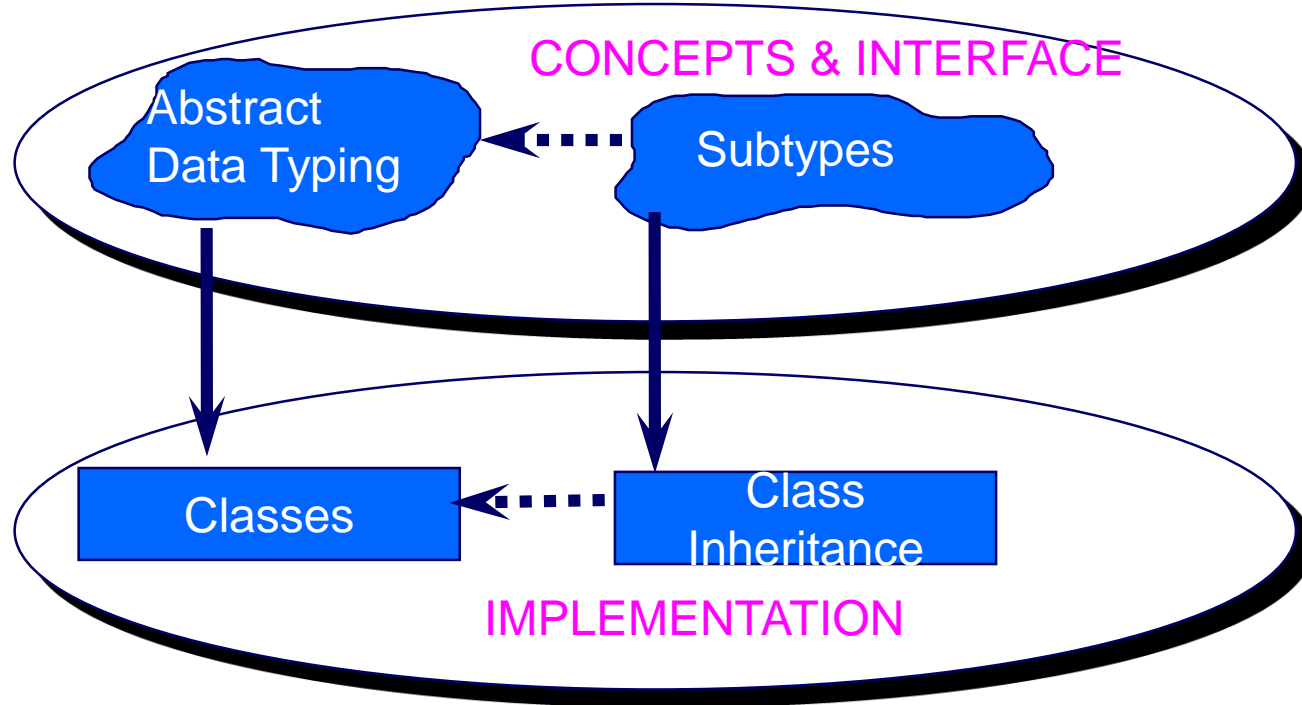 CONCEPTS & INTERFACE
Abstract
Data Typing
Subtypes
Classes
Class
Inheritance
IMPLEMENTATION